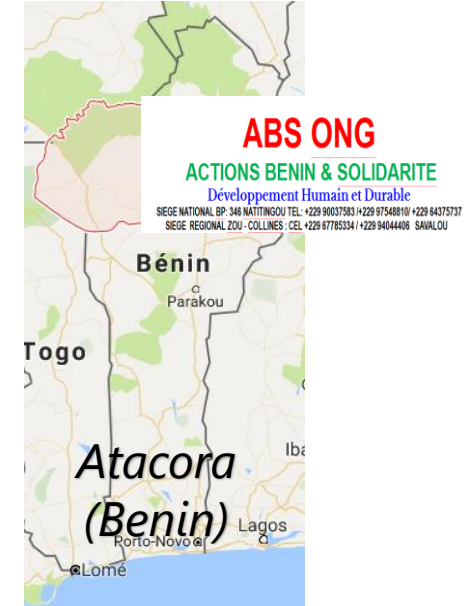 ABS ONG
ACTIONS BENIN & SOLIDARITE
Développement Humain et Durable
SIEGE NATIONAL BP: 346 NATITINGOU TEL: +229 90037583 /+229 97548810/ +229 64375737
SIEGE REGIONAL ZOU - COLLINES : CEL +229 67785334 / +229 94044406 SAVALOU
Bénin
Parakou
Togo
Atacora
Iba
(Benin)
Lagos
Porto-Novo
Lomé